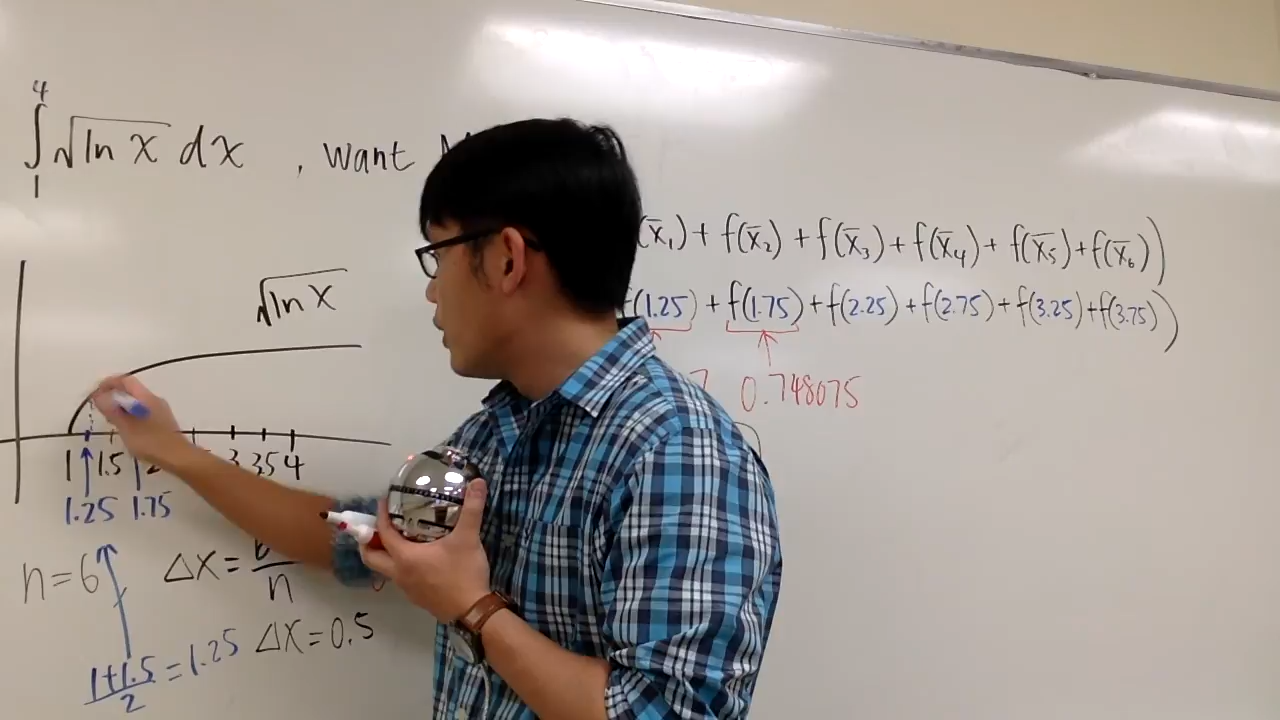 ∫₁⁴ √(ln x) dx , want
(x̄₁) + f(x̄₂) + f(x̄₃) + f(x̄₄) + f(x̄₅) + f(x̄₆))
f(1.25) + f(1.75) + f(2.25) + f(2.75) + f(3.25) + f(3.75))
7 0.748075
√(ln x)
1 1.5 2 3 3.5 4
1.25 1.75
n = 6 Δx = b / n
Δx = 0.5
(1+1.5)/2 = 1.25